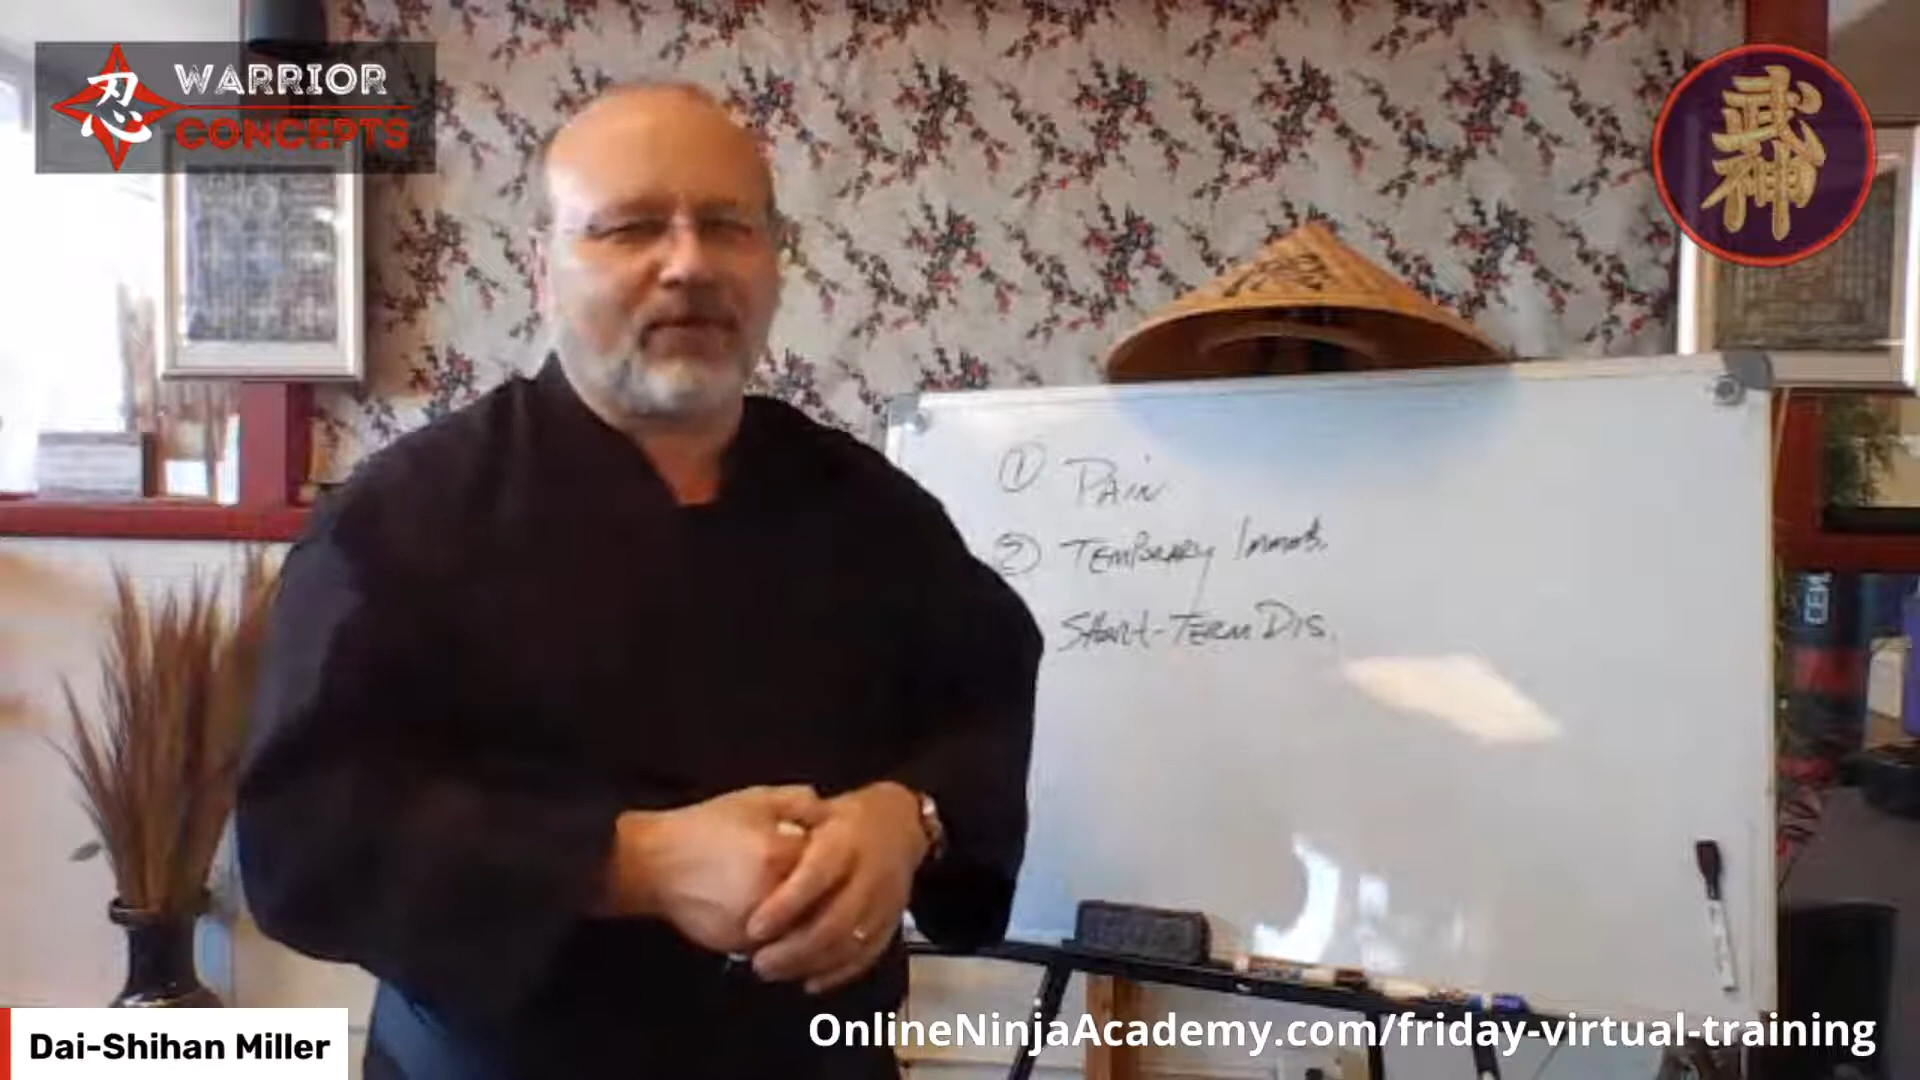 忍
WARRIOR
CONCEPTS
武神
① PAIN
② TEMPORARY Immob.
SHORT-TERM DIS.
Dai-Shihan Miller
OnlineNinjaAcademy.com/friday-virtual-training